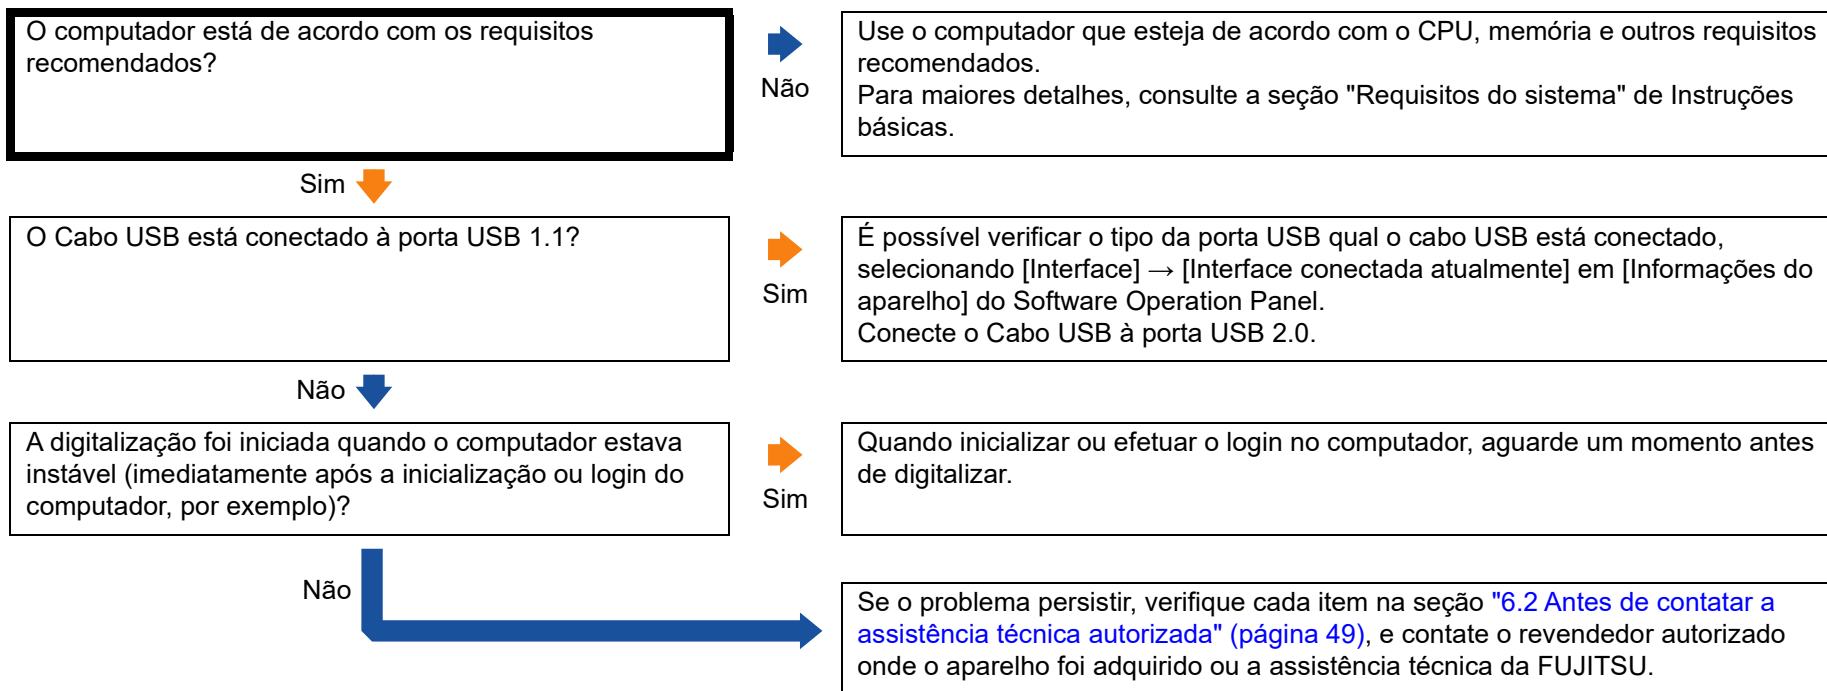 O computador está de acordo com os requisitos
recomendados?
Não
Use o computador que esteja de acordo com o CPU, memória e outros requisitos
recomendados.
Para maiores detalhes, consulte a seção "Requisitos do sistema" de Instruções
básicas.
Sim
O Cabo USB está conectado à porta USB 1.1?
Sim
É possível verificar o tipo da porta USB qual o cabo USB está conectado,
selecionando [Interface] → [Interface conectada atualmente] em [Informações do
aparelho] do Software Operation Panel.
Conecte o Cabo USB à porta USB 2.0.
Não
A digitalização foi iniciada quando o computador estava
instável (imediatamente após a inicialização ou login do
computador, por exemplo)?
Sim
Quando inicializar ou efetuar o login no computador, aguarde um momento antes
de digitalizar.
Não
Se o problema persistir, verifique cada item na seção "6.2 Antes de contatar a
assistência técnica autorizada" (página 49), e contate o revendedor autorizado
onde o aparelho foi adquirido ou a assistência técnica da FUJITSU.